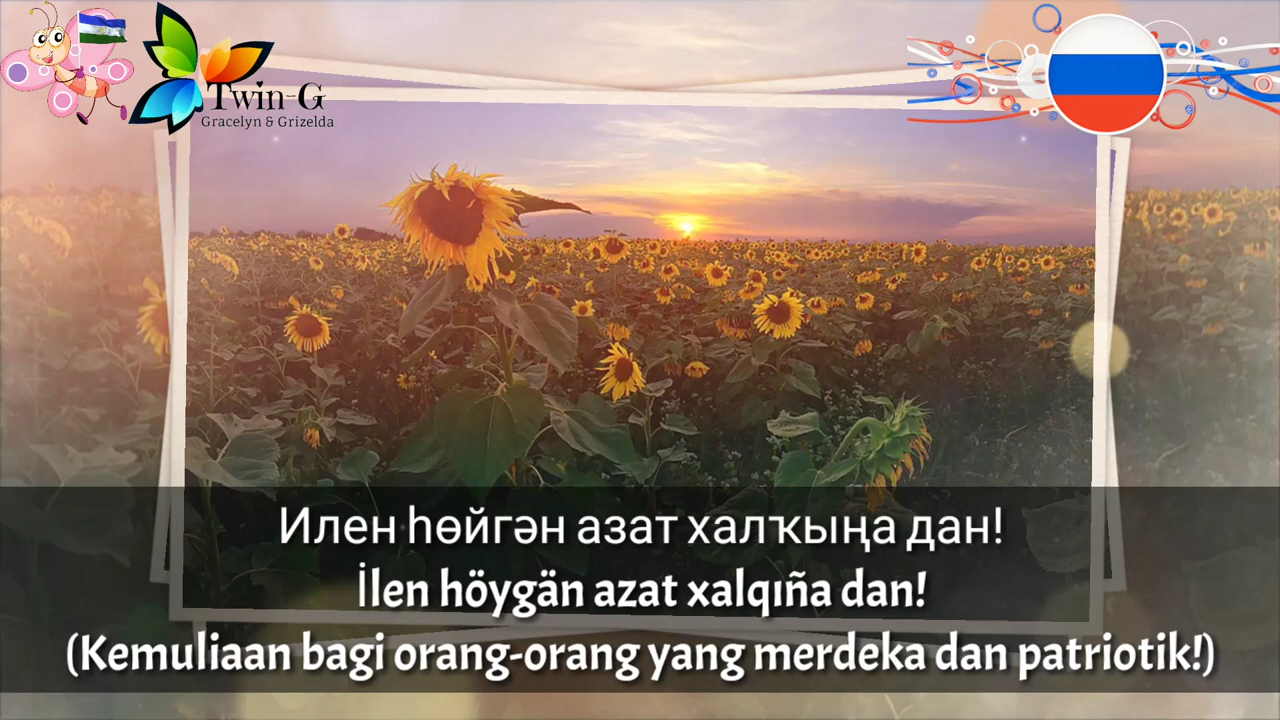 Twin-G
Gracelyn & Grizelda
Илен һөйгән азат халҡыңа дан!
İlen höygän azat xalqıña dan!
(Kemuliaan bagi orang-orang yang merdeka dan patriotik!)